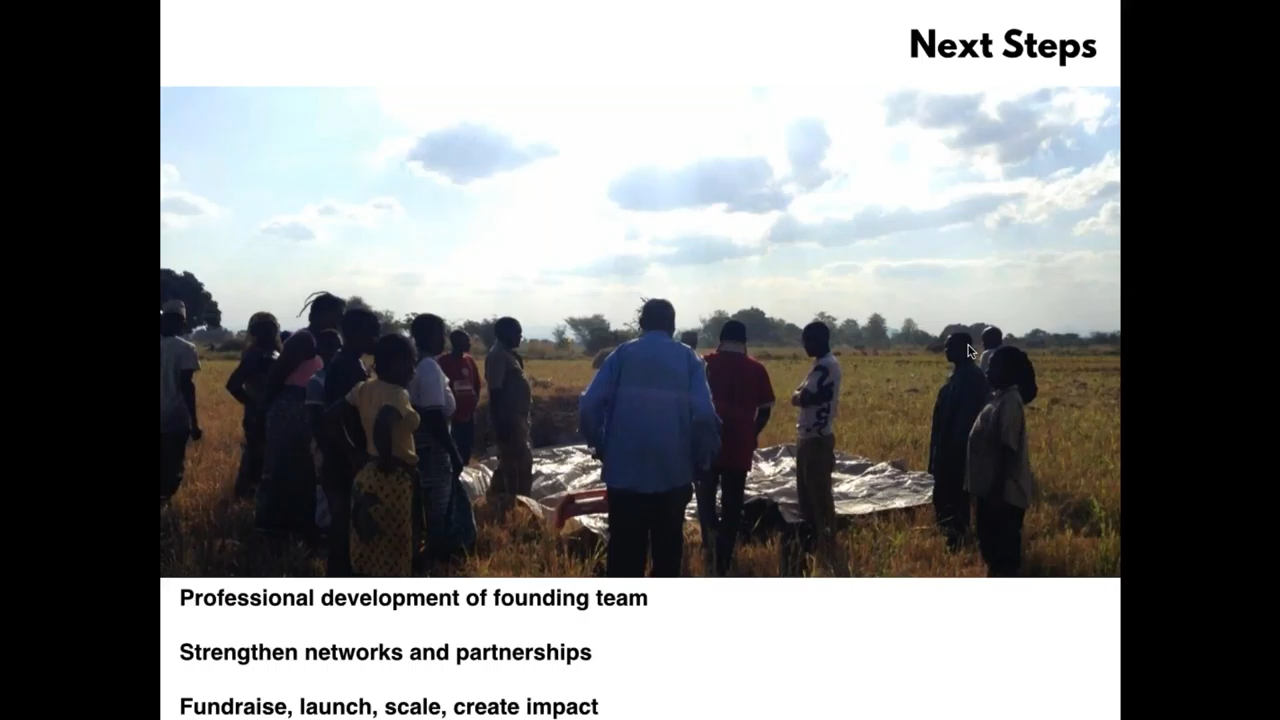 Next Steps
Professional development of founding team
Strengthen networks and partnerships
Fundraise, launch, scale, create impact